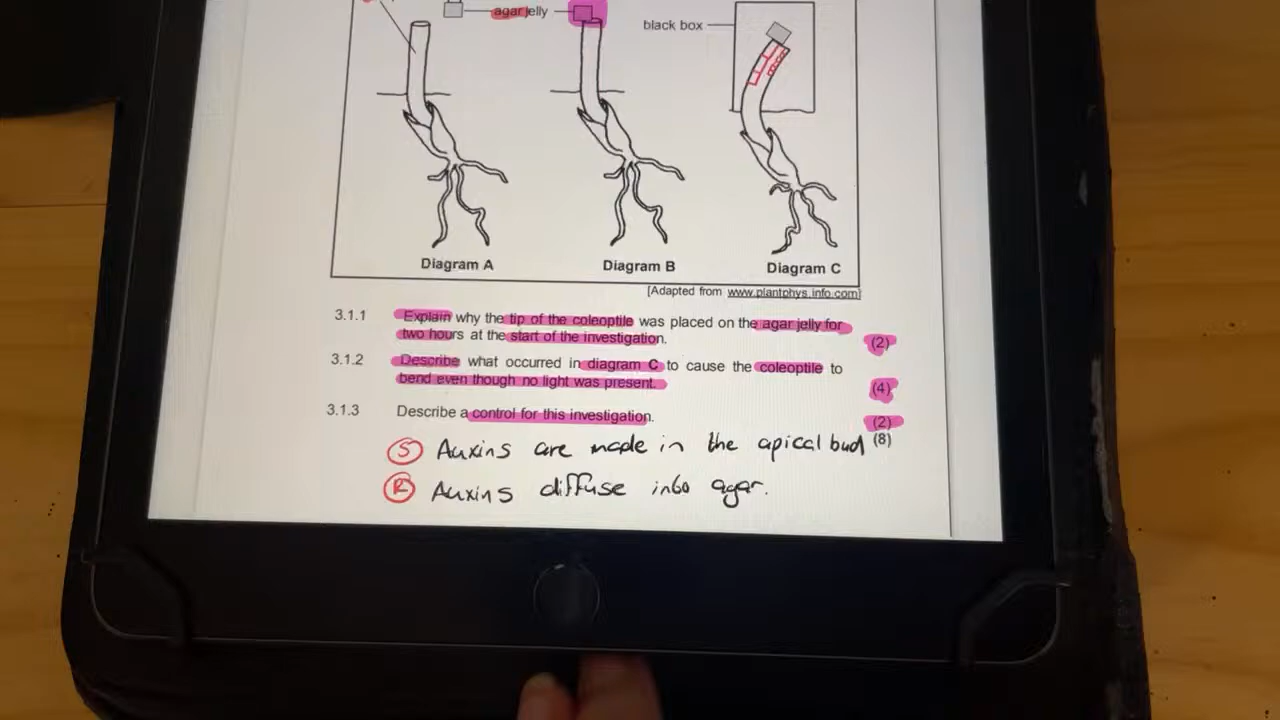 agar jelly
black box
Diagram A
Diagram B
Diagram C
[Adapted from www.plantphys.info.com]
3.1.1 Explain why the tip of the coleoptile was placed on the agar jelly for
two hours at the start of the investigation. (2)
3.1.2 Describe what occurred in diagram C to cause the coleoptile to
bend even though no light was present. (4)
3.1.3 Describe a control for this investigation. (2)
(8)
S Auxins are made in the apical bud
R Auxins diffuse into agar.